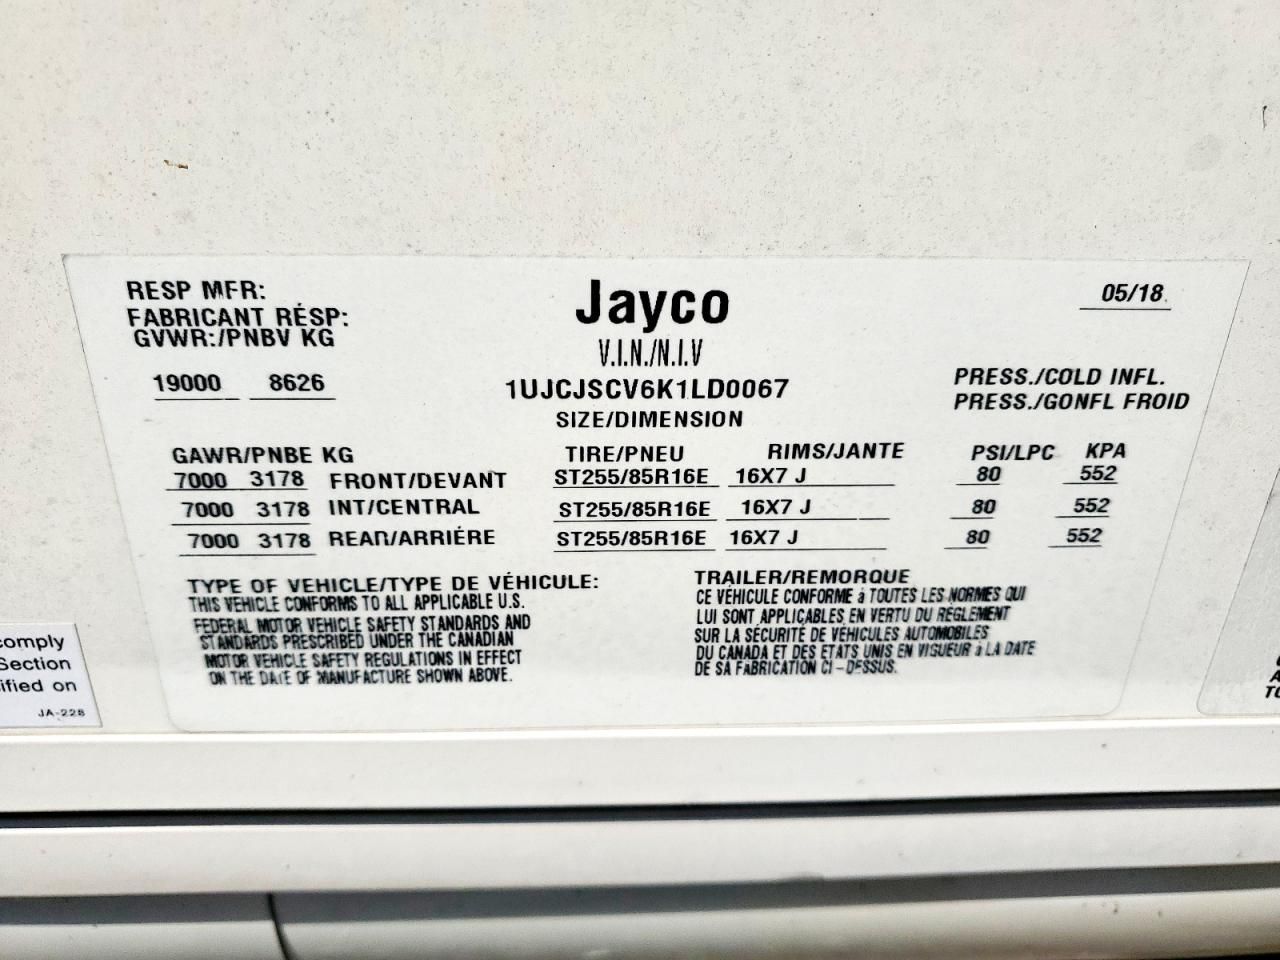 RESP MFR:
FABRICANT RÉSP:
GVWR:/PNBV KG
19000 8626
Jayco
V.I.N./N.I.V
1UJCJSCV6K1LD0067
SIZE/DIMENSION
05/18
PRESS./COLD INFL.
PRESS./GONFL FROID
GAWR/PNBE KG TIRE/PNEU RIMS/JANTE PSI/LPC KPA
7000 3178 FRONT/DEVANT ST255/85R16E 16X7 J 80 552
7000 3178 INT/CENTRAL ST255/85R16E 16X7 J 80 552
7000 3178 REAR/ARRIÈRE ST255/85R16E 16X7 J 80 552
TYPE OF VEHICLE/TYPE DE VÉHICULE: TRAILER/REMORQUE
THIS VEHICLE CONFORMS TO ALL APPLICABLE U.S.
FEDERAL MOTOR VEHICLE SAFETY STANDARDS AND
STANDARDS PRESCRIBED UNDER THE CANADIAN
MOTOR VEHICLE SAFETY REGULATIONS IN EFFECT
ON THE DATE OF MANUFACTURE SHOWN ABOVE.
CE VÉHICULE CONFORME à TOUTES LES NORMES QUI
LUI SONT APPLICABLES EN VERTU DU RÉGLEMENT
SUR LA SÉCURITÉ DE VÉHICULES AUTOMOBILES
DU CANADA ET DES ETATS UNIS EN VIGUEUR à LA DATE
DE SA FABRICATION CI-DESSUS.
comply
Section
ified on
JA-228